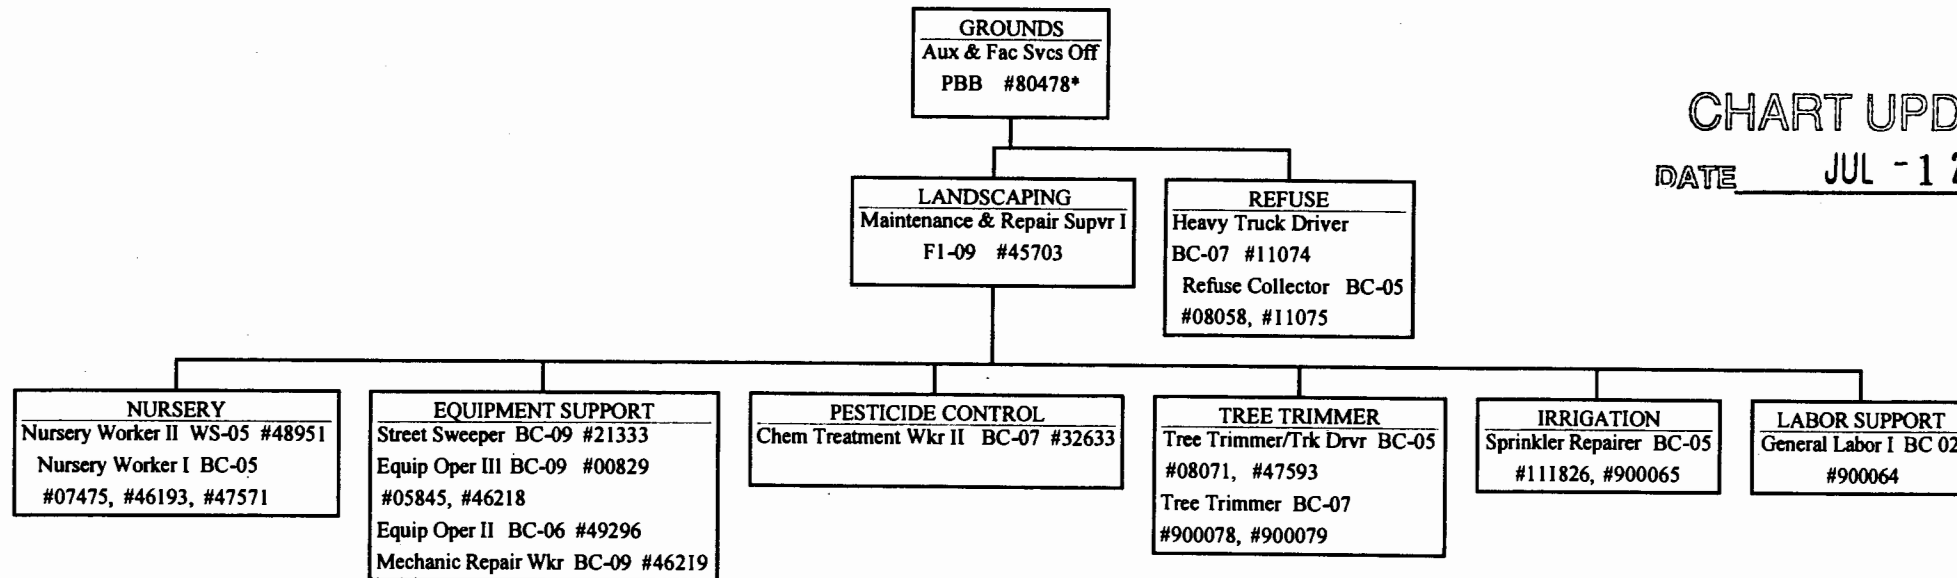 GROUNDS
Aux & Fac Svcs Off
PBB #80478*
CHART UPD
DATE JUL - 1 2
LANDSCAPING
Maintenance & Repair Supvr I
F1-09 #45703
REFUSE
Heavy Truck Driver
BC-07 #11074
Refuse Collector BC-05
#08058, #11075
NURSERY
Nursery Worker II WS-05 #48951
Nursery Worker I BC-05
#07475, #46193, #47571
EQUIPMENT SUPPORT
Street Sweeper BC-09 #21333
Equip Oper III BC-09 #00829
#05845, #46218
Equip Oper II BC-06 #49296
Mechanic Repair Wkr BC-09 #46219
PESTICIDE CONTROL
Chem Treatment Wkr II BC-07 #32633
TREE TRIMMER
Tree Trimmer/Trk Drvr BC-05
#08071, #47593
Tree Trimmer BC-07
#900078, #900079
IRRIGATION
Sprinkler Repairer BC-05
#111826, #900065
LABOR SUPPORT
General Labor I BC 02
#900064